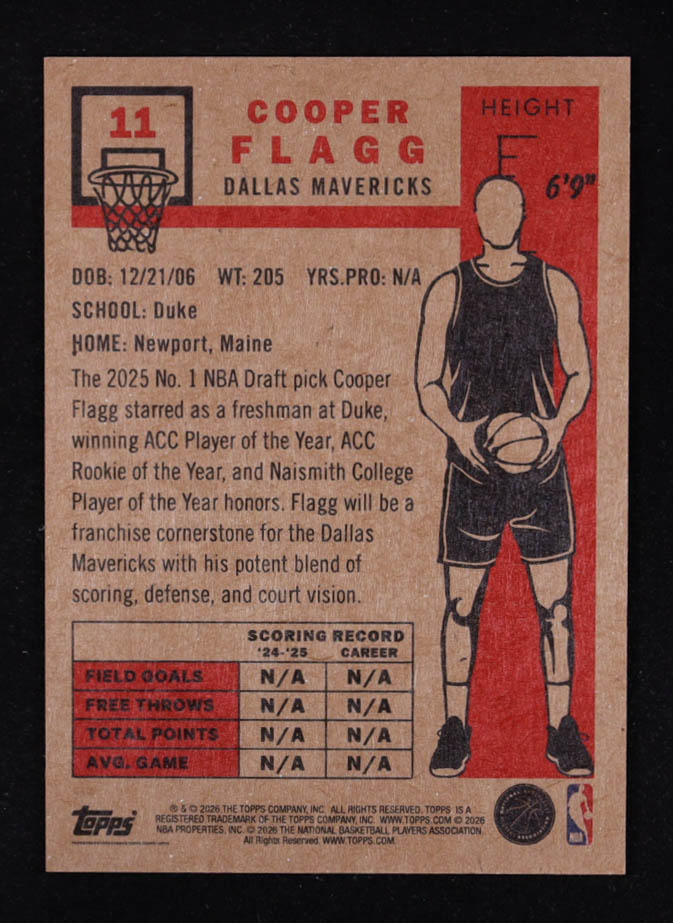 11
COOPER
FLAGG
DALLAS MAVERICKS
HEIGHT
6'9"
DOB: 12/21/06 WT: 205 YRS.PRO: N/A
SCHOOL: Duke
HOME: Newport, Maine
The 2025 No. 1 NBA Draft pick Cooper
Flagg starred as a freshman at Duke,
winning ACC Player of the Year, ACC
Rookie of the Year, and Naismith College
Player of the Year honors. Flagg will be a
franchise cornerstone for the Dallas
Mavericks with his potent blend of
scoring, defense, and court vision.
SCORING RECORD
'24-'25 CAREER
FIELD GOALS N/A N/A
FREE THROWS N/A N/A
TOTAL POINTS N/A N/A
AVG. GAME N/A N/A
Topps
® & © 2026 THE TOPPS COMPANY, INC. ALL RIGHTS RESERVED. TOPPS IS A
REGISTERED TRADEMARK OF THE TOPPS COMPANY, INC. WWW.TOPPS.COM © 2026
NBA PROPERTIES, INC. © 2026 THE NATIONAL BASKETBALL PLAYERS ASSOCIATION.
All Rights Reserved. WWW.TOPPS.COM.